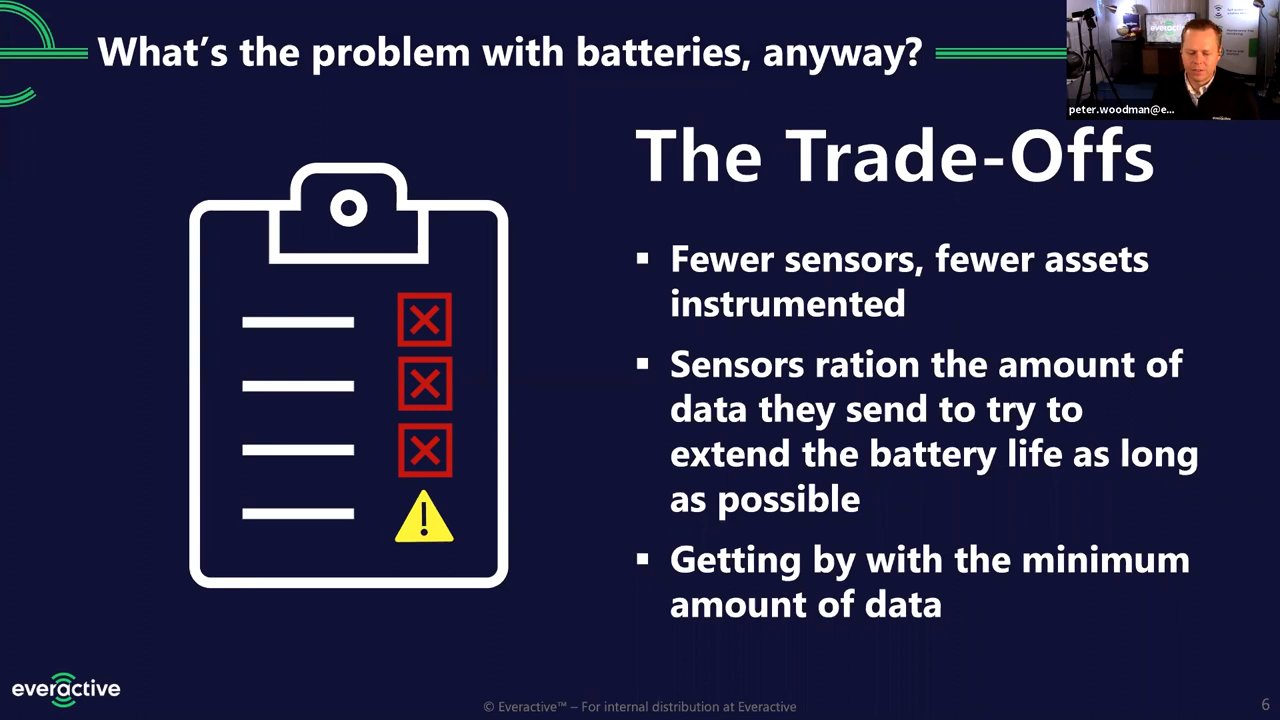 What's the problem with batteries, anyway?
everactive
peter.woodman@e...
The Trade-Offs
▪ Fewer sensors, fewer assets
instrumented
▪ Sensors ration the amount of
data they send to try to
extend the battery life as long
as possible
▪ Getting by with the minimum
amount of data
everactive
© Everactive™ – For internal distribution at Everactive
6